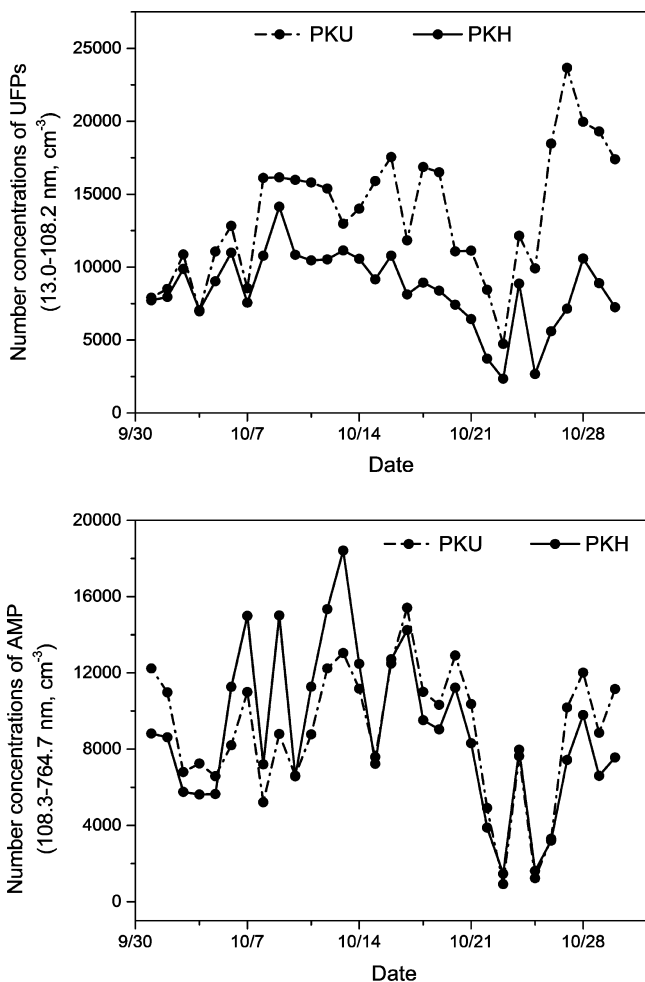 PKU PKH
25000
20000
15000
10000
5000
0
Number concentrations of UFPs
(13.0-108.2 nm, cm⁻³)
9/30 10/7 10/14 10/21 10/28
Date
20000
16000
12000
8000
4000
0
PKU PKH
Number concentrations of AMP
(108.3-764.7 nm, cm⁻³)
9/30 10/7 10/14 10/21 10/28
Date